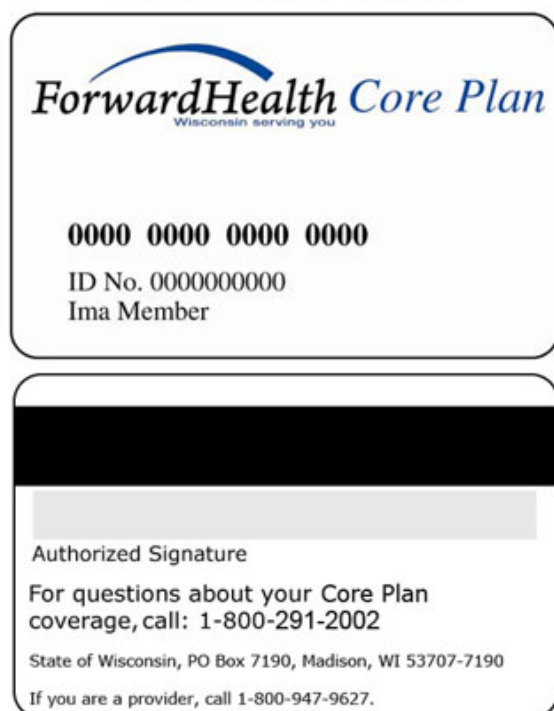 ForwardHealth Core Plan
Wisconsin serving you
0000 0000 0000 0000
ID No. 0000000000
Ima Member
Authorized Signature
For questions about your Core Plan
coverage, call: 1-800-291-2002
State of Wisconsin, PO Box 7190, Madison, WI 53707-7190
If you are a provider, call 1-800-947-9627.